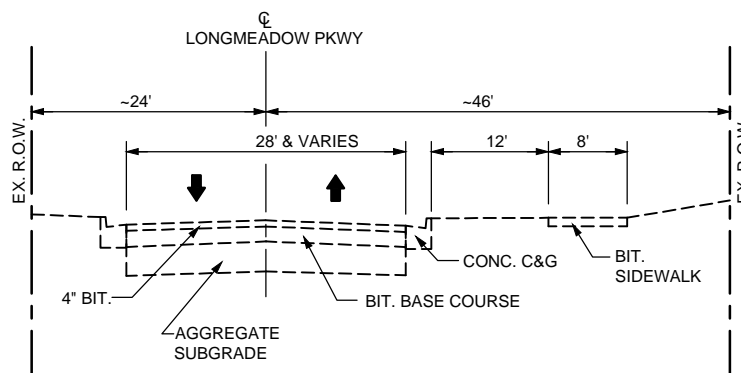 ℄
LONGMEADOW PKWY
~24'
~46'
EX. R.O.W.
28' & VARIES
12'
8'
EX. R.O.W.
4" BIT.
AGGREGATE
SUBGRADE
BIT. BASE COURSE
CONC. C&G
BIT.
SIDEWALK